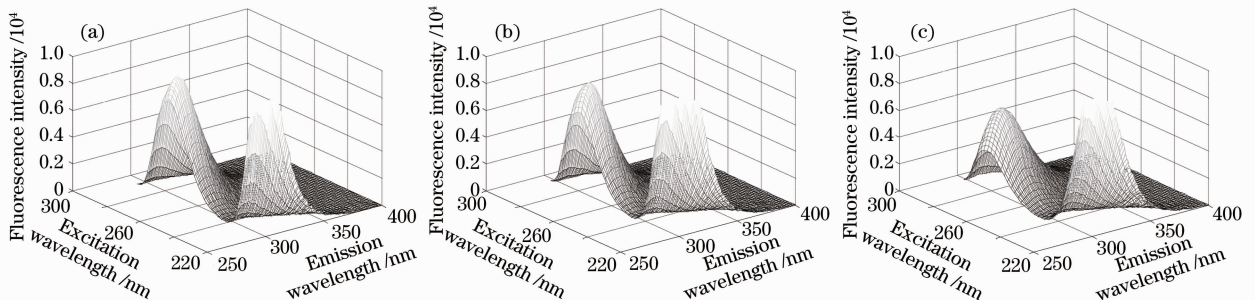 (a)
Fluorescence intensity /10⁴
1.0
0.8
0.6
0.4
0.2
0
300
260
220
Excitation
wavelength /nm
250
300
350
400
Emission
wavelength /nm
(b)
Fluorescence intensity /10⁴
1.0
0.8
0.6
0.4
0.2
0
300
260
220
Excitation
wavelength /nm
250
300
350
400
Emission
wavelength /nm
(c)
Fluorescence intensity /10⁴
1.0
0.8
0.6
0.4
0.2
0
300
260
220
Excitation
wavelength /nm
250
300
350
400
Emission
wavelength /nm